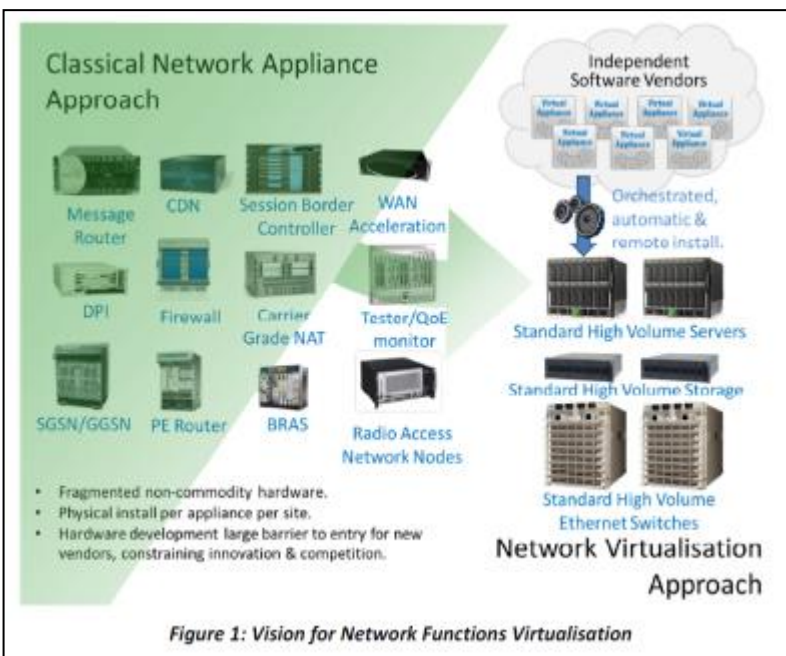 Classical Network Appliance
Approach
Message
Router
CDN
Session Border
Controller
WAN
Acceleration
DPI
Firewall
Carrier
Grade NAT
Tester/QoE
monitor
SGSN/GGSN
PE Router
BRAS
Radio Access
Network Nodes
• Fragmented non-commodity hardware.
• Physical install per appliance per site.
• Hardware development large barrier to entry for new
vendors, constraining innovation & competition.
Independent
Software Vendors
Virtual
Appliance
Virtual
Appliance
Virtual
Appliance
Virtual
Appliance
Virtual
Appliance
Virtual
Appliance
Virtual
Appliance
Orchestrated,
automatic &
remote install.
Standard High Volume Servers
Standard High Volume Storage
Standard High Volume
Ethernet Switches
Network Virtualisation
Approach
Figure 1: Vision for Network Functions Virtualisation